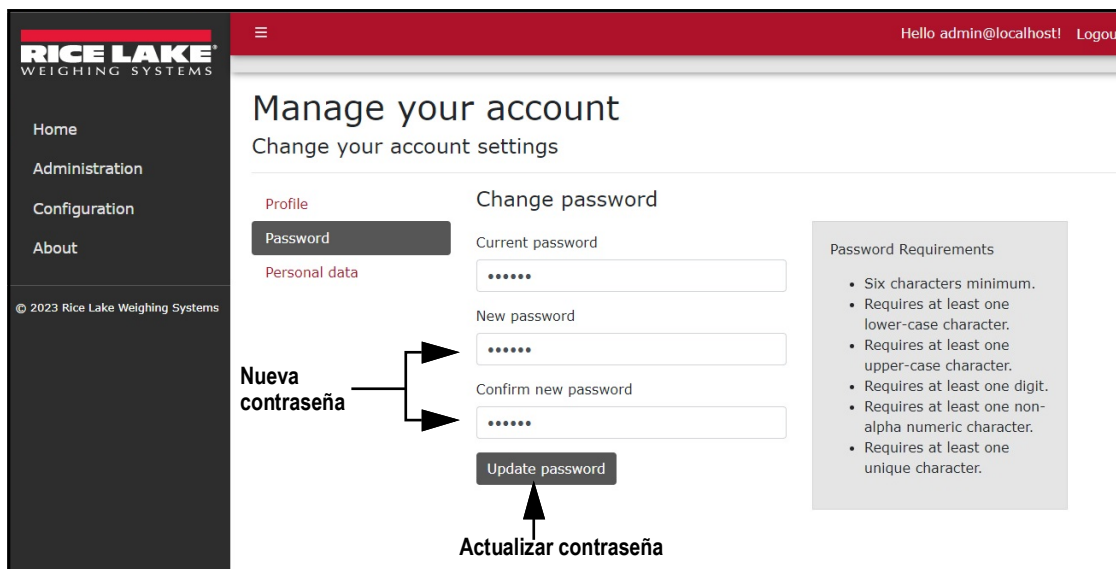 RICE LAKE®
WEIGHING SYSTEMS
Home
Administration
Configuration
About
© 2023 Rice Lake Weighing Systems
Hello admin@localhost! Logou
Manage your account
Change your account settings
Profile
Password
Personal data
Change password
Current password
••••••
New password
••••••
Confirm new password
••••••
Update password
Nueva
contraseña
Actualizar contraseña
Password Requirements
• Six characters minimum.
• Requires at least one
lower-case character.
• Requires at least one
upper-case character.
• Requires at least one digit.
• Requires at least one non-
alpha numeric character.
• Requires at least one
unique character.